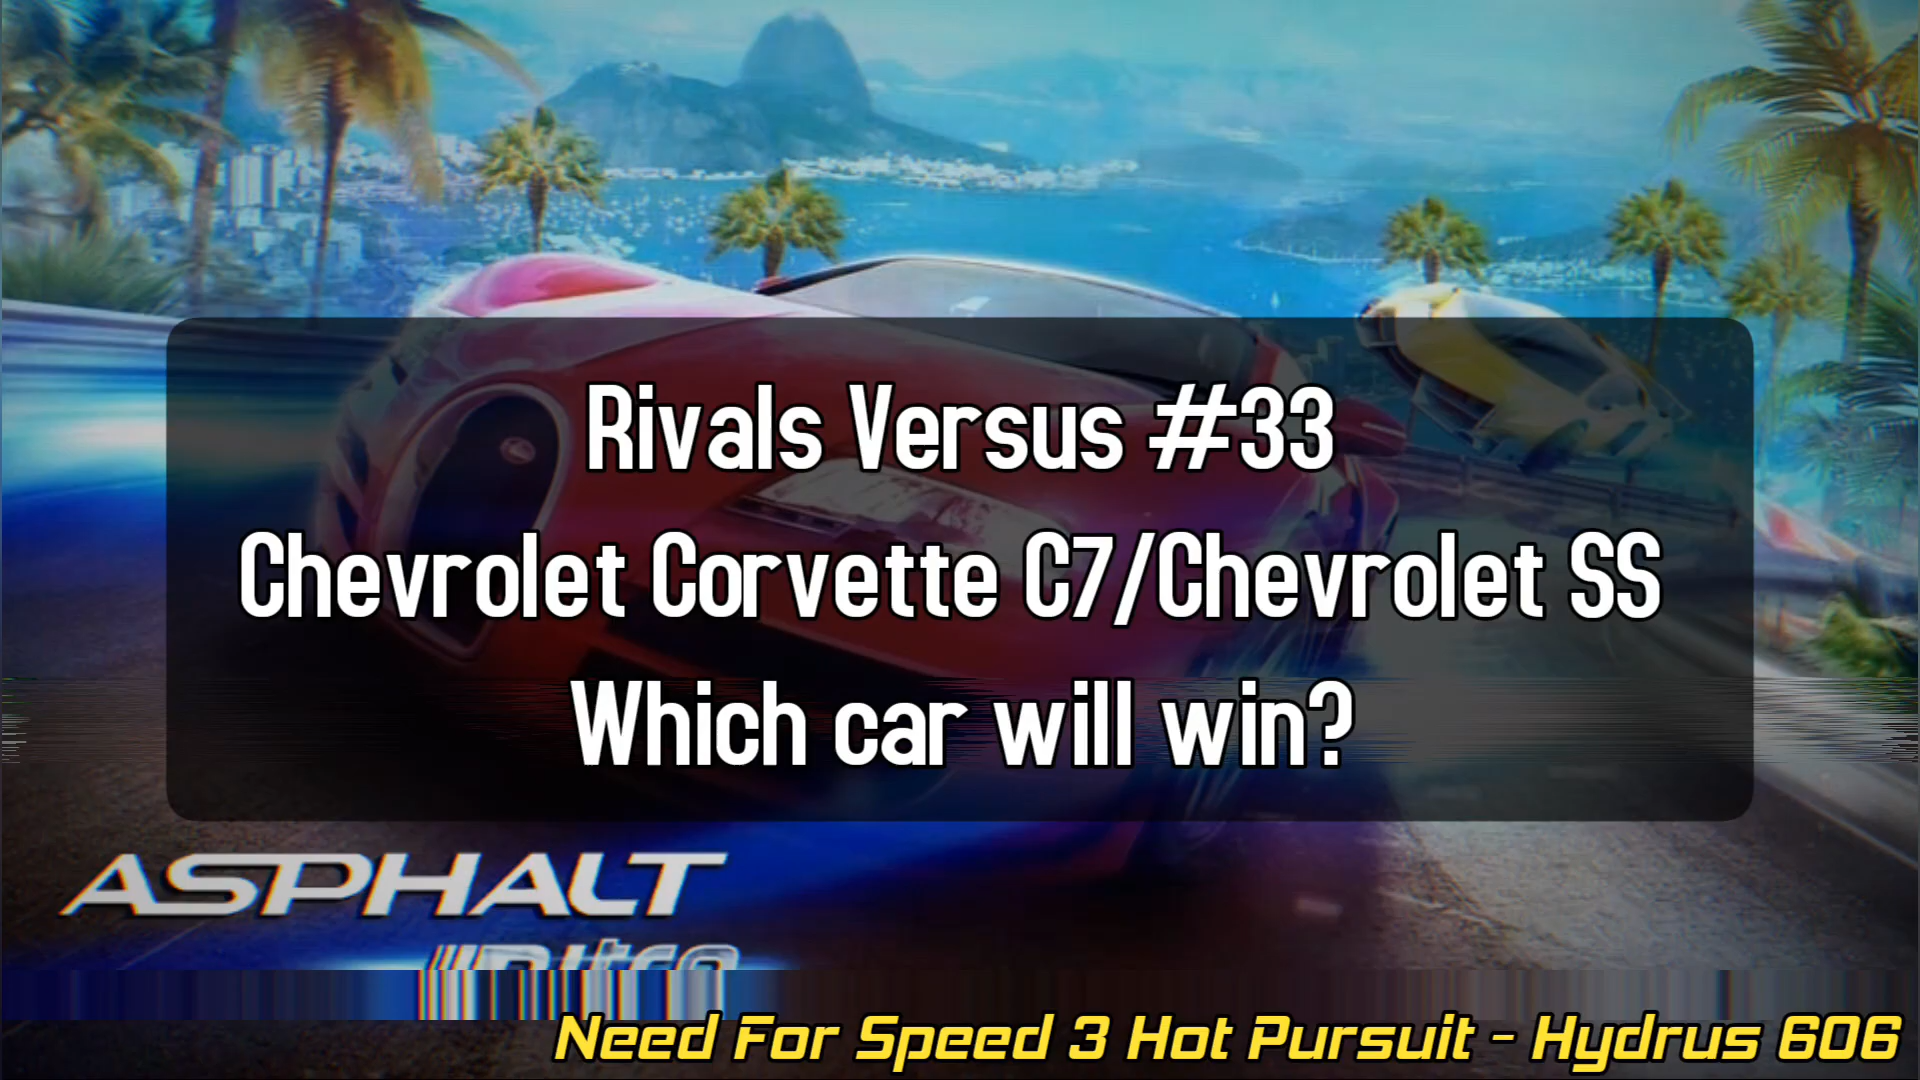 Rivals Versus #33
Chevrolet Corvette C7/Chevrolet SS
Which car will win?
ASPHALT
nitro
Need For Speed 3 Hot Pursuit - Hydrus 606